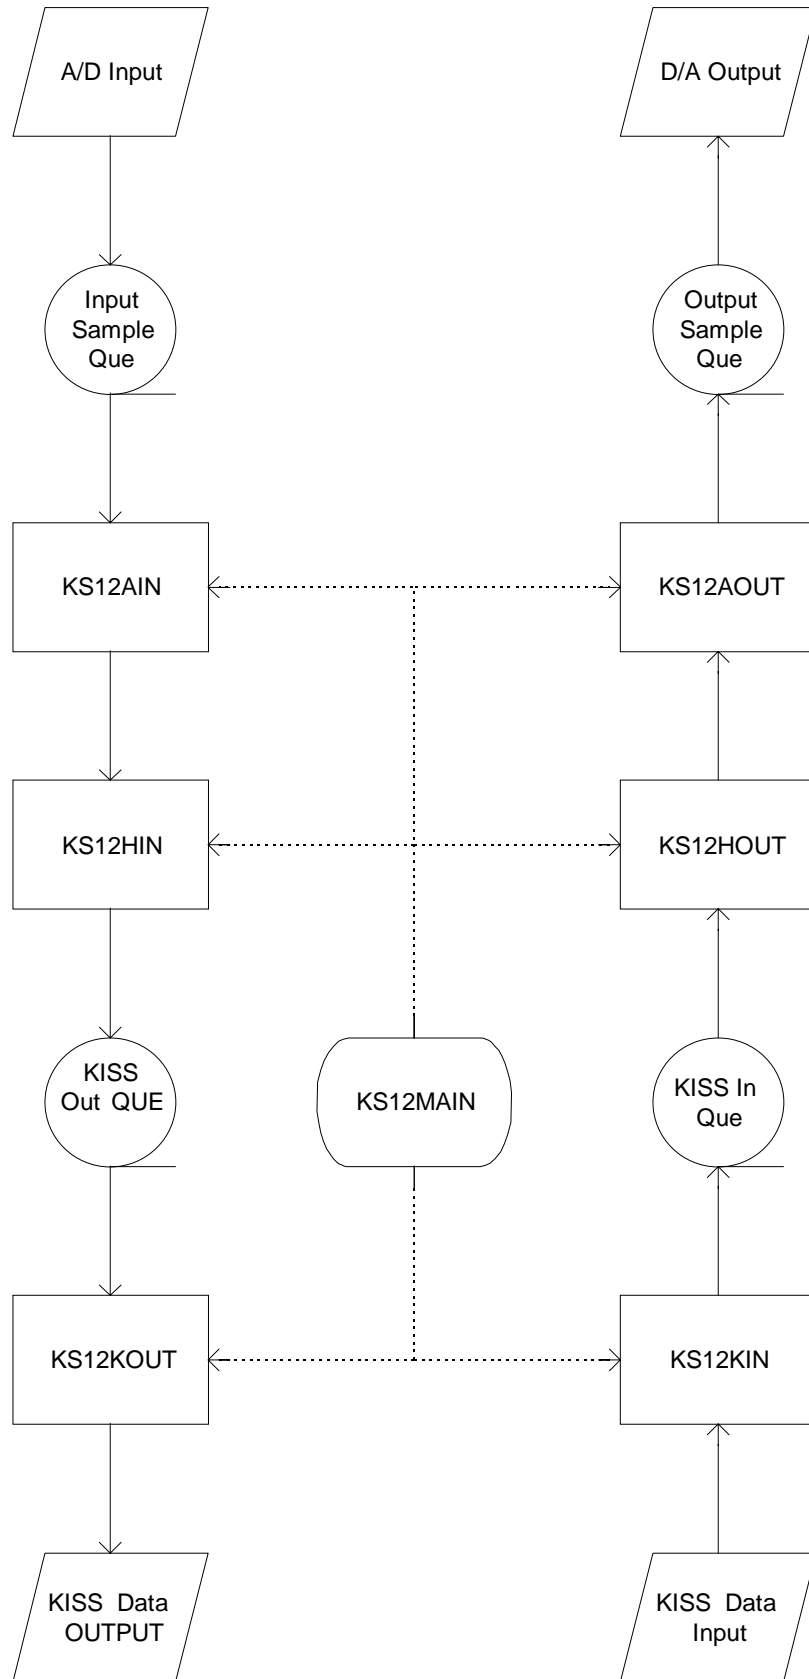 A/D Input
D/A Output
Input
Sample
Que
Output
Sample
Que
KS12AIN
KS12AOUT
KS12HIN
KS12HOUT
KISS
Out QUE
KS12MAIN
KISS In
Que
KS12KOUT
KS12KIN
KISS Data
OUTPUT
KISS Data
Input